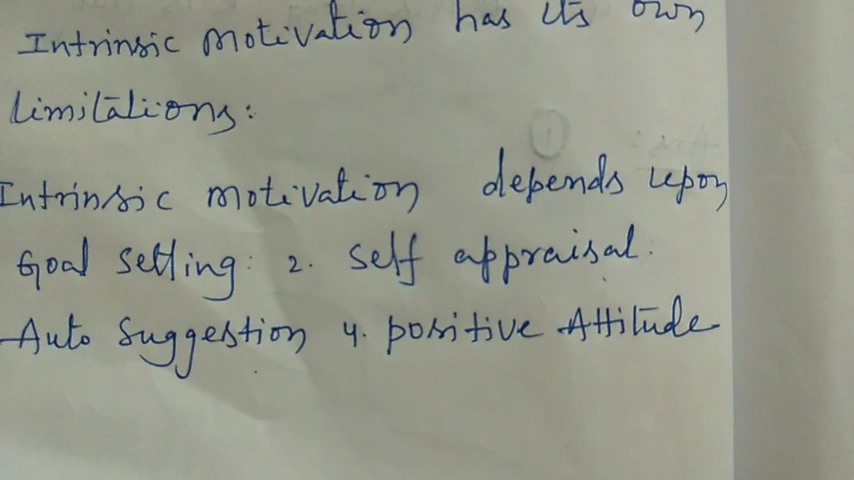 Intrinsic motivation has its own
limitations:
Intrinsic motivation depends upon
Goal setting: 2. Self appraisal.
Auto suggestion 4. positive Attitude